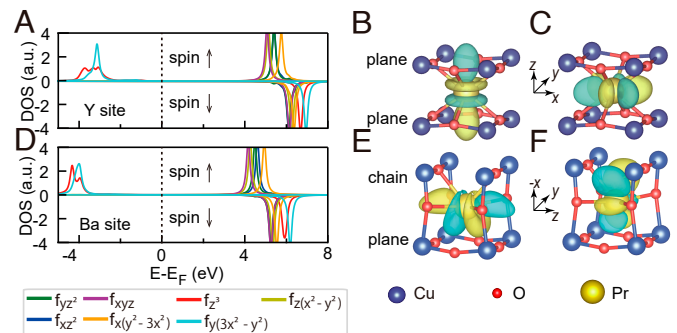 A
DOS (a.u.)
4
2
0
-2
-4
spin ↑
spin ↓
Y site
D
DOS (a.u.)
4
2
0
-2
-4
spin ↑
spin ↓
Ba site
-4 0 4 8
E-E_F (eV)
f_yz² f_xyz f_z³ f_z(x²-y²)
f_xz² f_x(y²-3x²) f_y(3x²-y²)
B
plane
plane
C
z
y
x
E
chain
plane
F
-x
y
z
Cu O Pr